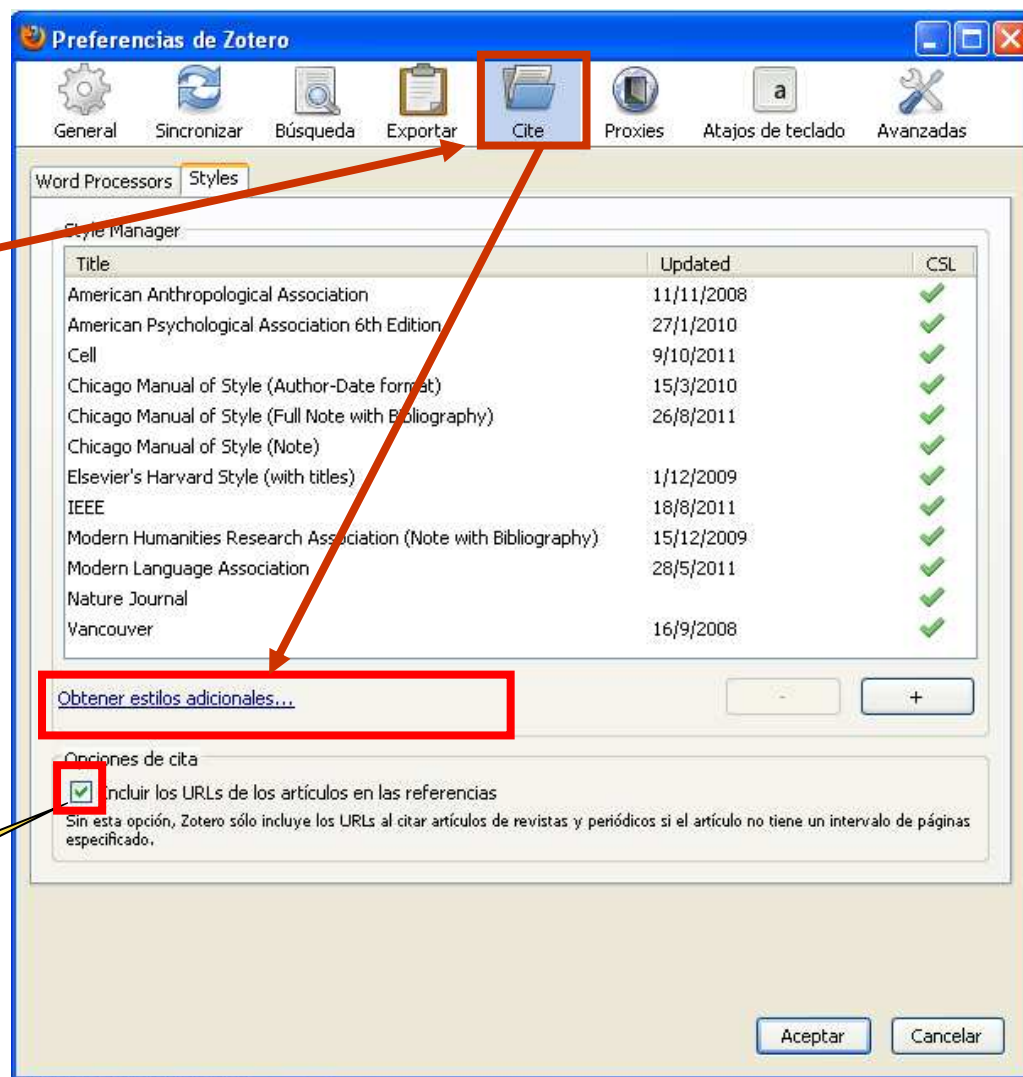 Preferencias de Zotero
General Sincronizar Búsqueda Exportar Cite Proxies Atajos de teclado Avanzadas
a
Word Processors Styles
Style Manager
Title Updated CSL
American Anthropological Association 11/11/2008
American Psychological Association 6th Edition 27/1/2010
Cell 9/10/2011
Chicago Manual of Style (Author-Date format) 15/3/2010
Chicago Manual of Style (Full Note with Bibliography) 26/8/2011
Chicago Manual of Style (Note)
Elsevier's Harvard Style (with titles) 1/12/2009
IEEE 18/8/2011
Modern Humanities Research Association (Note with Bibliography) 15/12/2009
Modern Language Association 28/5/2011
Nature Journal
Vancouver 16/9/2008
Obtener estilos adicionales... - +
Opciones de cita
Incluir los URLs de los artículos en las referencias
Sin esta opción, Zotero sólo incluye los URLs al citar artículos de revistas y periódicos si el artículo no tiene un intervalo de páginas
especificado.
Aceptar Cancelar